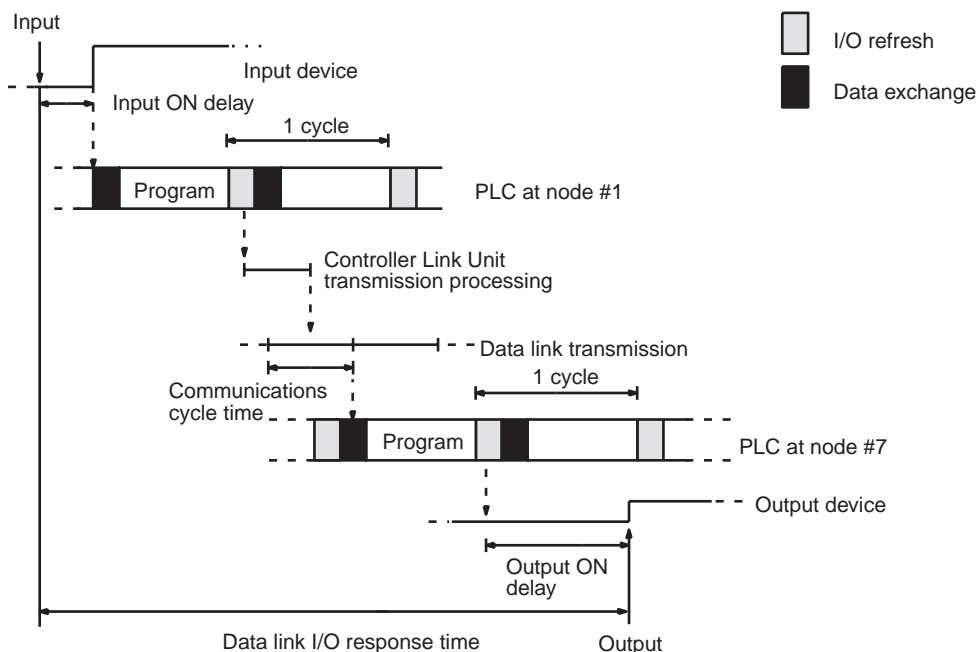 Input
I/O refresh
Input device
Data exchange
Input ON delay
1 cycle
Program
PLC at node #1
Controller Link Unit
transmission processing
Data link transmission
Communications
cycle time
1 cycle
Program
PLC at node #7
Output device
Output ON
delay
Data link I/O response time
Output